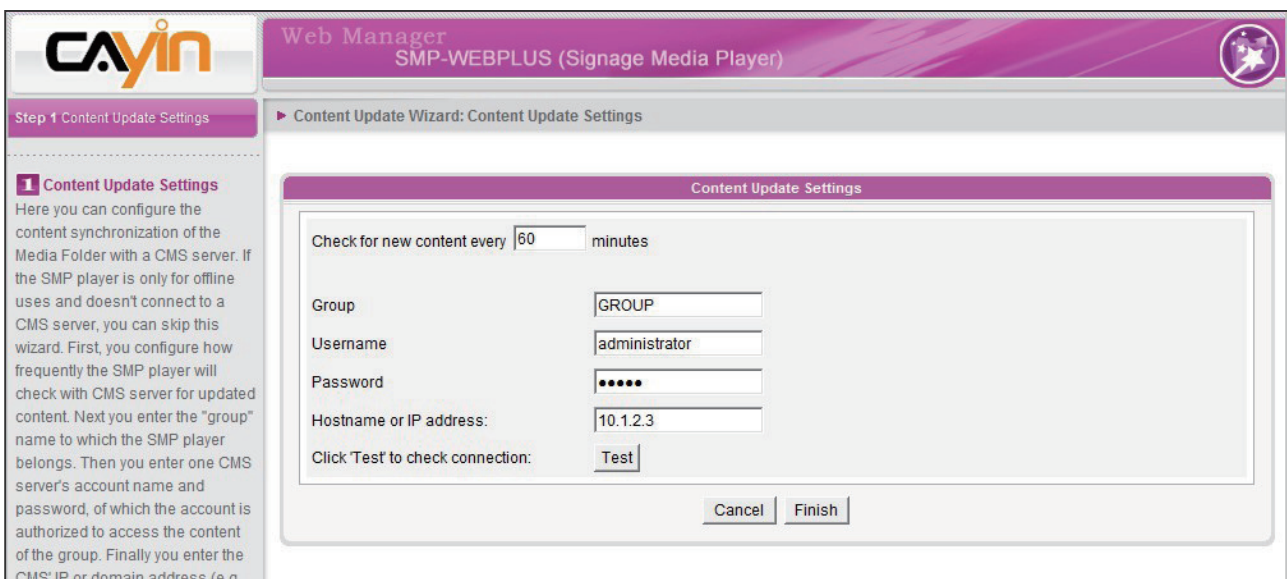 CAYIN
Web Manager
SMP-WEBPLUS (Signage Media Player)
Step 1 Content Update Settings
Content Update Wizard: Content Update Settings
1 Content Update Settings
Here you can configure the
content synchronization of the
Media Folder with a CMS server. If
the SMP player is only for offline
uses and doesn't connect to a
CMS server, you can skip this
wizard. First, you configure how
frequently the SMP player will
check with CMS server for updated
content. Next you enter the "group"
name to which the SMP player
belongs. Then you enter one CMS
server's account name and
password, of which the account is
authorized to access the content
of the group. Finally you enter the
CMS' IP or domain address (e.g.
Content Update Settings
Check for new content every 60 minutes
Group GROUP
Username administrator
Password •••••
Hostname or IP address: 10.1.2.3
Click 'Test' to check connection: Test
Cancel Finish